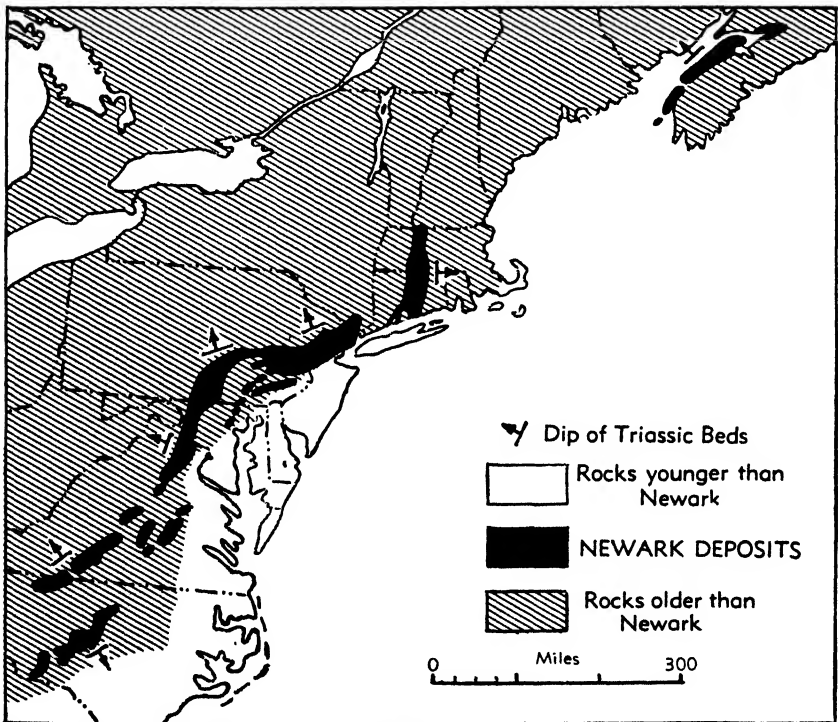 Dip of Triassic Beds
Rocks younger than
Newark
NEWARK DEPOSITS
Rocks older than
Newark
Miles
0 300